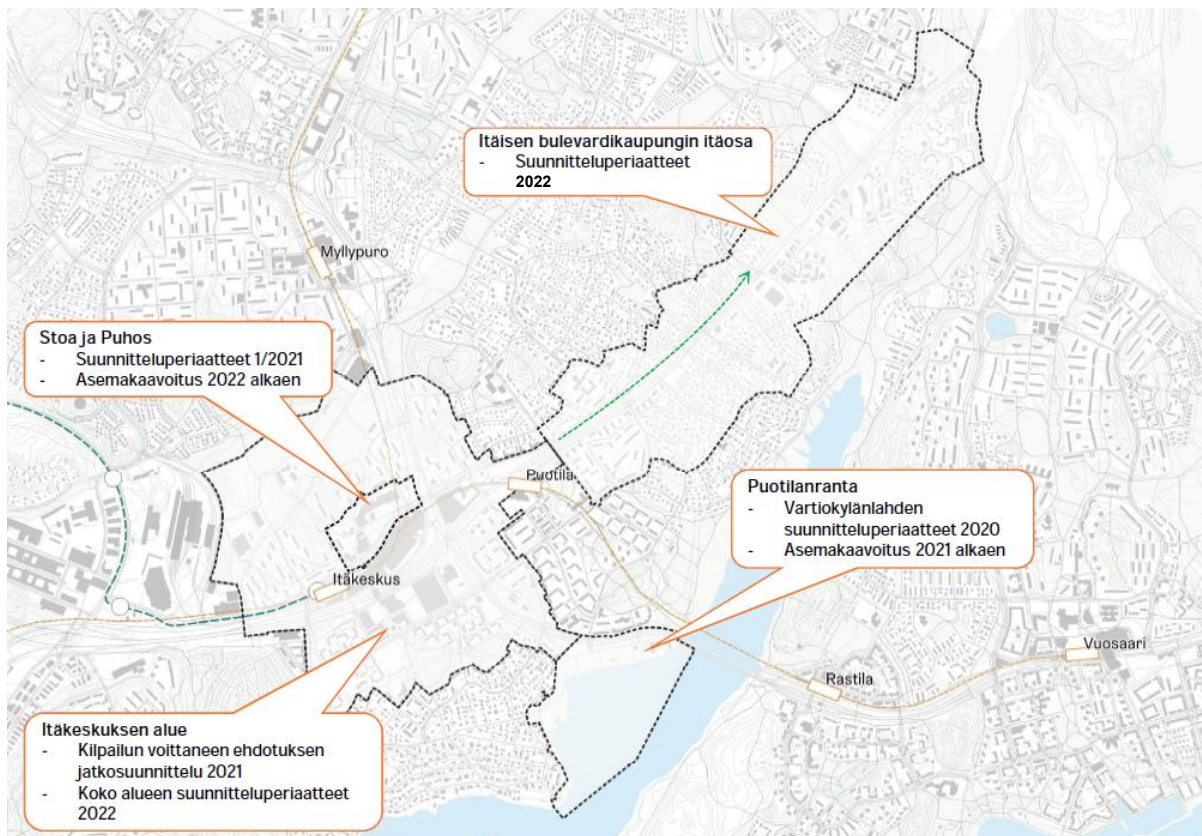 Itäisen bulevardikaupungin itäosa
- Suunnitteluperiaatteet
2022
Myllypuro
Stoa ja Puhos
- Suunnitteluperiaatteet 1/2021
- Asemakaavoitus 2022 alkaen
Puotila
Puotilanranta
- Vartiokylänlahden
suunnitteluperiaatteet 2020
- Asemakaavoitus 2021 alkaen
Itäkeskus
Vuosaari
Rastila
Itäkeskuksen alue
- Kilpailun voittaneen ehdotuksen
jatkosuunnittelu 2021
- Koko alueen suunnitteluperiaatteet
2022